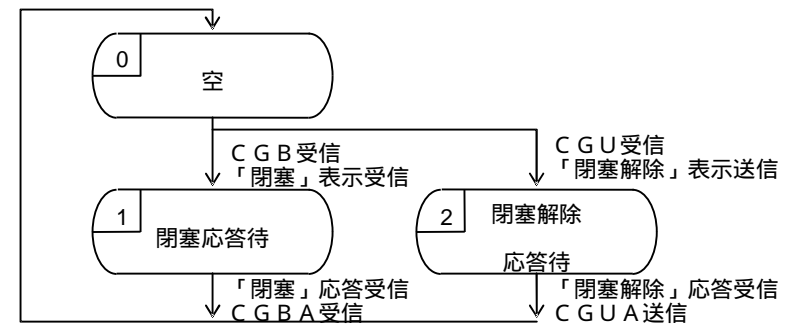 0
空
ＣＧＢ受信
「閉塞」表示受信
ＣＧＵ受信
「閉塞解除」表示送信
1
閉塞応答待
2
閉塞解除
応答待
「閉塞」応答受信
ＣＧＢＡ受信
「閉塞解除」応答受信
ＣＧＵＡ送信